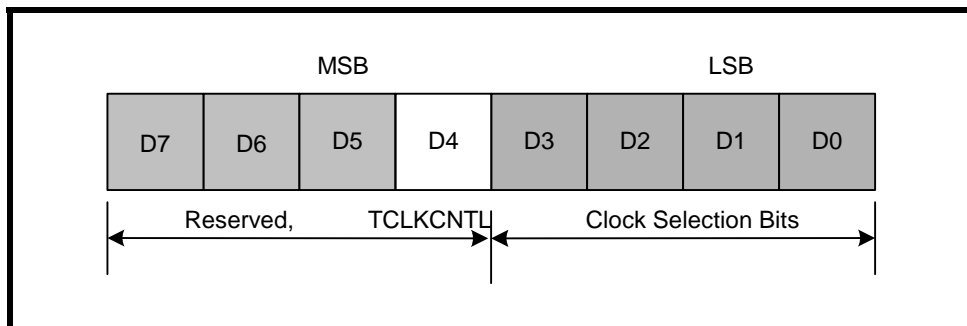 MSB LSB
D7 D6 D5 D4 D3 D2 D1 D0
Reserved, TCLKCNTL Clock Selection Bits